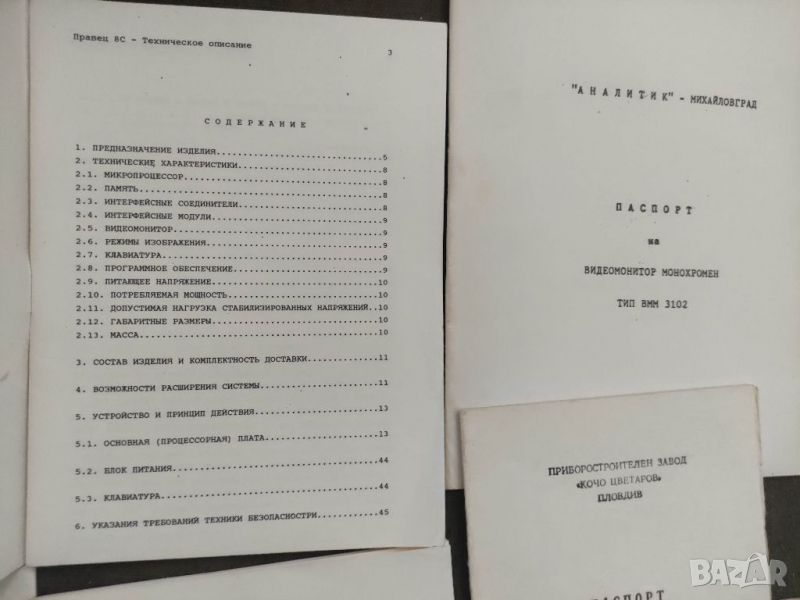 Правец 8С - Техническое описание 3
СОДЕРЖАНИЕ
1. ПРЕДНАЗНАЧЕНИЕ ИЗДЕЛИЯ 5
2. ТЕХНИЧЕСКИЕ ХАРАКТЕРИСТИКИ 8
2.1. МИКРОПРОЦЕССОР 8
2.2. ПАМЯТЬ 8
2.3. ИНТЕРФЕЙСНЫЕ СОЕДИНИТЕЛИ 8
2.4. ИНТЕРФЕЙСНЫЕ МОДУЛИ 9
2.5. ВИДЕОМОНИТОР 9
2.6. РЕЖИМЫ ИЗОБРАЖЕНИЯ 9
2.7. КЛАВИАТУРА 9
2.8. ПРОГРАММНОЕ ОБЕСПЕЧЕНИЕ 9
2.9. ПИТАЮЩЕЕ НАПРЯЖЕНИЕ 10
2.10. ПОТРЕБЛЯЕМАЯ МОЩНОСТЬ 10
2.11. ДОПУСТИМАЯ НАГРУЗКА СТАБИЛИЗИРОВАННЫХ НАПРЯЖЕНИЙ 10
2.12. ГАБАРИТНЫЕ РАЗМЕРЫ 10
2.13. МАССА 10
3. СОСТАВ ИЗДЕЛИЯ И КОМПЛЕКТНОСТЬ ДОСТАВКИ 11
4. ВОЗМОЖНОСТИ РАСШИРЕНИЯ СИСТЕМЫ 11
5. УСТРОЙСТВО И ПРИНЦИП ДЕЙСТВИЯ 13
5.1. ОСНОВНАЯ (ПРОЦЕССОРНАЯ) ПЛАТА 13
5.2. БЛОК ПИТАНИЯ 44
5.3. КЛАВИАТУРА 44
6. УКАЗАНИЯ ТРЕБОВАНИЙ ТЕХНИКИ БЕЗОПАСНОСТРИ 45
"АНАЛИТИК" - МИХАЙЛОВГРАД
ПАСПОРТ
на
ВИДЕОМОНИТОР МОНОХРОМЕН
ТИП ВММ 3102
ПРИБОРОСТРОИТЕЛЕН ЗАВОД
«КОЧО ЦВЕТАРОВ»
ПЛОВДИВ
ПАСПОРТ
BAZAR